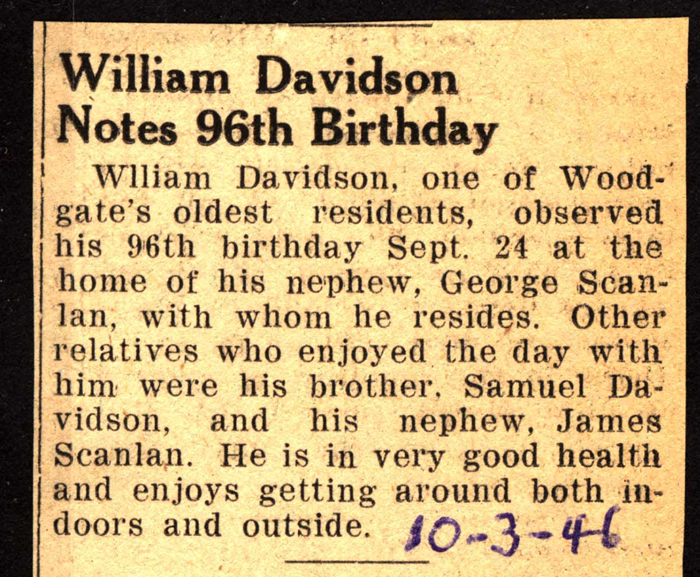 William Davidson
Notes 96th Birthday
Wlliam Davidson, one of Wood-
gate's oldest residents, observed
his 96th birthday Sept. 24 at the
home of his nephew, George Scan-
lan, with whom he resides. Other
relatives who enjoyed the day with
him were his brother, Samuel Da-
vidson, and his nephew, James
Scanlan. He is in very good health
and enjoys getting around both in-
doors and outside.
10-3-46